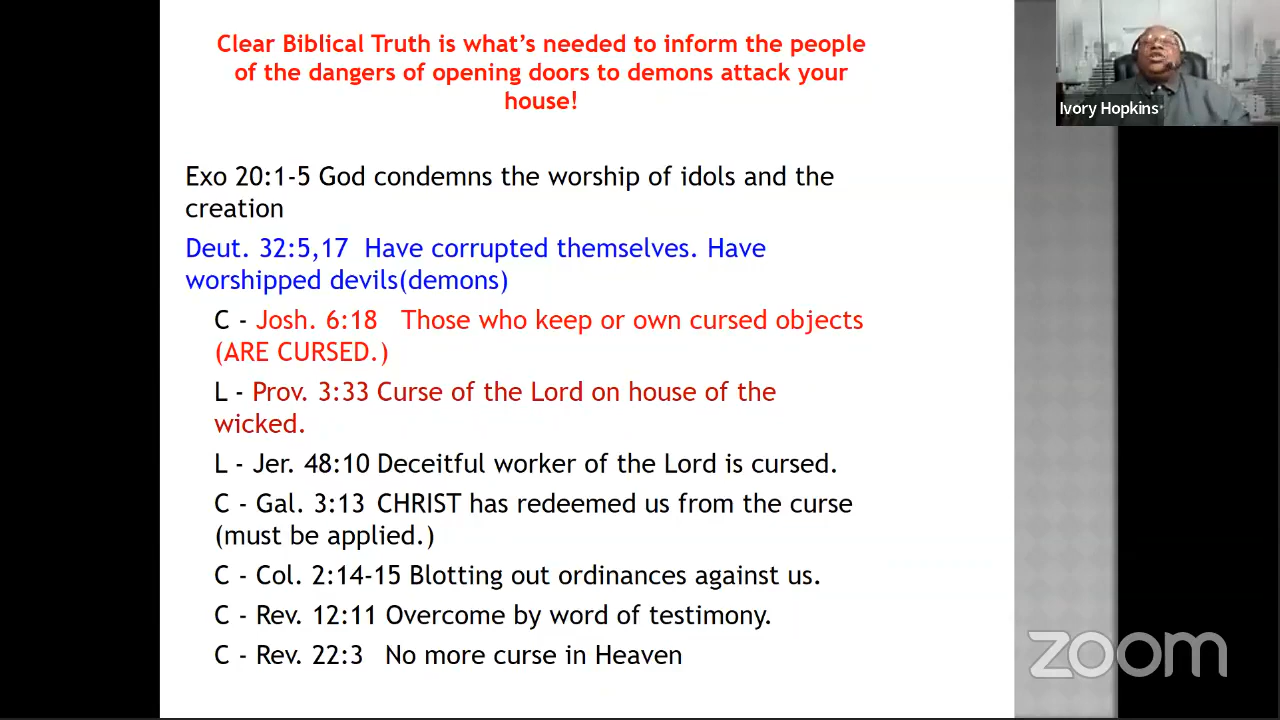 Clear Biblical Truth is what's needed to inform the people
of the dangers of opening doors to demons attack your
house!
Ivory Hopkins
Exo 20:1-5 God condemns the worship of idols and the
creation
Deut. 32:5,17 Have corrupted themselves. Have
worshipped devils(demons)
C - Josh. 6:18 Those who keep or own cursed objects
(ARE CURSED.)
L - Prov. 3:33 Curse of the Lord on house of the
wicked.
L - Jer. 48:10 Deceitful worker of the Lord is cursed.
C - Gal. 3:13 CHRIST has redeemed us from the curse
(must be applied.)
C - Col. 2:14-15 Blotting out ordinances against us.
C - Rev. 12:11 Overcome by word of testimony.
C - Rev. 22:3 No more curse in Heaven
zoom